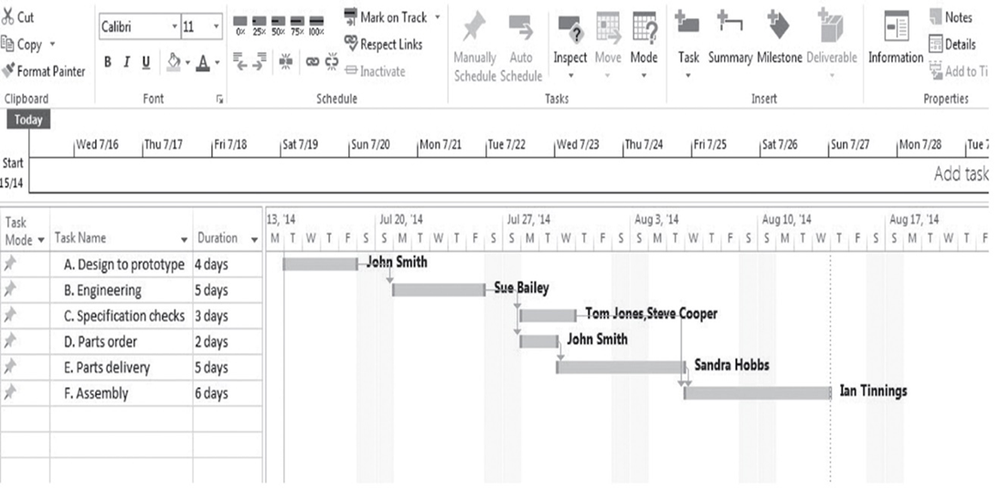 Cut
Copy
Format Painter
Clipboard
Calibri 11
B I U A
Font
0% 25% 50% 75% 100%
Mark on Track
Respect Links
Inactivate
Schedule
Manually Schedule
Auto Schedule
Inspect
Move
Mode
Tasks
Task
Summary
Milestone
Deliverable
Insert
Information
Notes
Details
Add to Ti
Properties
Today
Wed 7/16 Thu 7/17 Fri 7/18 Sat 7/19 Sun 7/20 Mon 7/21 Tue 7/22 Wed 7/23 Thu 7/24 Fri 7/25 Sat 7/26 Sun 7/27 Mon 7/28 Tue 7
Start
15/14
Add task
Task Mode
Task Name
Duration
13, '14 Jul 20, '14 Jul 27, '14 Aug 3, '14 Aug 10, '14 Aug 17, '14
M T W T F S S M T W T F S S M T W T F S S M T W T F S S M T W T F S S M T W T F
A. Design to prototype 4 days John Smith
B. Engineering 5 days Sue Bailey
C. Specification checks 3 days Tom Jones,Steve Cooper
D. Parts order 2 days John Smith
E. Parts delivery 5 days Sandra Hobbs
F. Assembly 6 days Ian Tinnings